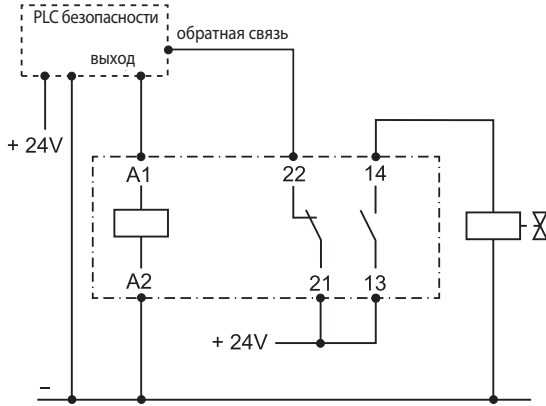 PLC безопасности
обратная связь
выход
+ 24V
A1
22
14
A2
21
13
+ 24V
–